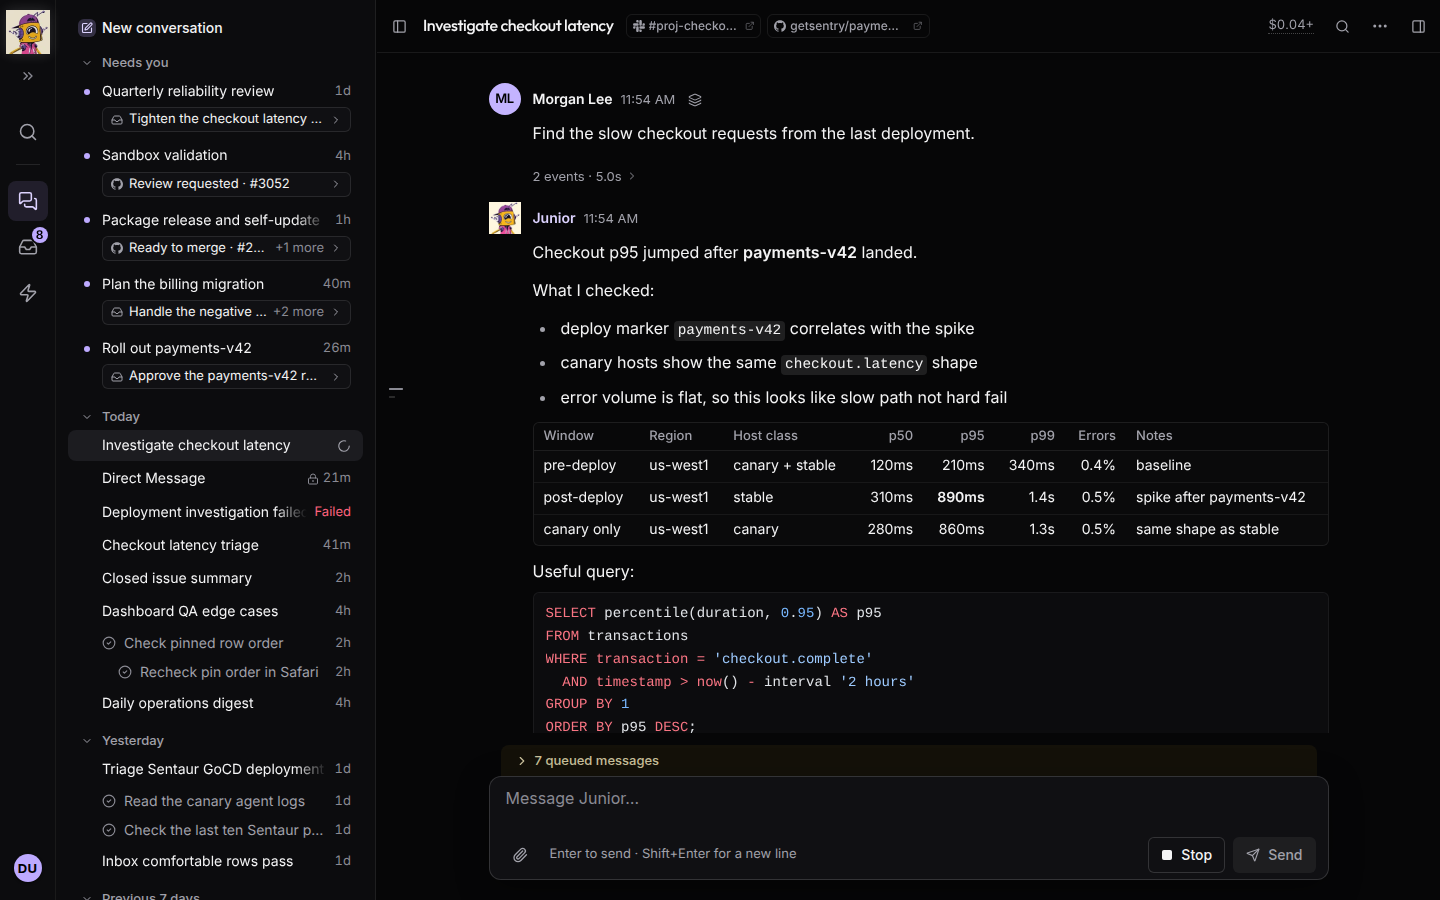 New conversation
Needs you
Quarterly reliability review 1d
Tighten the checkout latency ...
Sandbox validation 4h
Review requested · #3052
Package release and self-update 1h
Ready to merge · #2... +1 more
Plan the billing migration 40m
Handle the negative ... +2 more
Roll out payments-v42 26m
Approve the payments-v42 r...
Today
Investigate checkout latency
Direct Message 21m
Deployment investigation failed Failed
Checkout latency triage 41m
Closed issue summary 2h
Dashboard QA edge cases 4h
Check pinned row order 2h
Recheck pin order in Safari 2h
Daily operations digest 4h
Yesterday
Triage Sentaur GoCD deployment 1d
Read the canary agent logs 1d
Check the last ten Sentaur p... 1d
Inbox comfortable rows pass 1d
Previous 7 days
8
DU
Investigate checkout latency #proj-checko... getsentry/payme... $0.04+
ML Morgan Lee 11:54 AM
Find the slow checkout requests from the last deployment.
2 events · 5.0s
Junior 11:54 AM
Checkout p95 jumped after payments-v42 landed.
What I checked:
• deploy marker payments-v42 correlates with the spike
• canary hosts show the same checkout.latency shape
• error volume is flat, so this looks like slow path not hard fail
Window Region Host class p50 p95 p99 Errors Notes
pre-deploy us-west1 canary + stable 120ms 210ms 340ms 0.4% baseline
post-deploy us-west1 stable 310ms 890ms 1.4s 0.5% spike after payments-v42
canary only us-west1 canary 280ms 860ms 1.3s 0.5% same shape as stable
Useful query:
SELECT percentile(duration, 0.95) AS p95
FROM transactions
WHERE transaction = 'checkout.complete'
AND timestamp > now() - interval '2 hours'
GROUP BY 1
ORDER BY p95 DESC;
7 queued messages
Message Junior...
Enter to send · Shift+Enter for a new line
Stop
Send